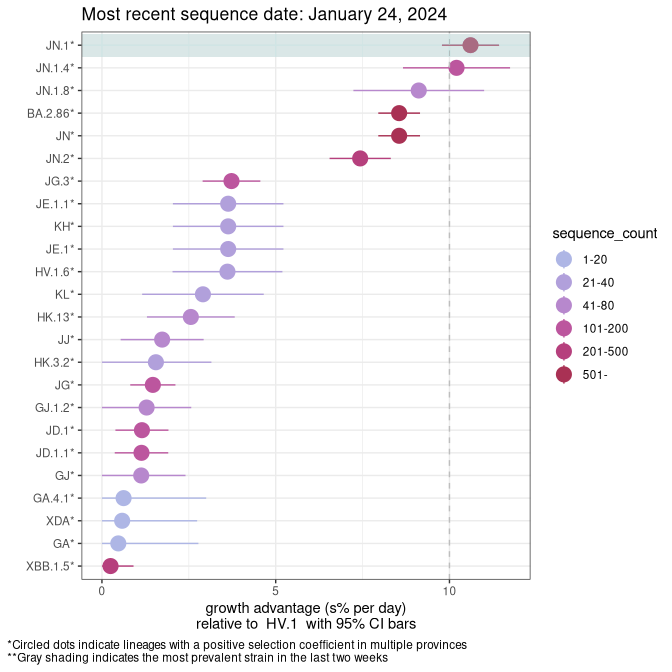 Most recent sequence date: January 24, 2024
JN.1*
JN.1.4*
JN.1.8*
BA.2.86*
JN*
JN.2*
JG.3*
JE.1.1*
KH*
JE.1*
HV.1.6*
KL*
HK.13*
JJ*
HK.3.2*
JG*
GJ.1.2*
JD.1*
JD.1.1*
GJ*
GA.4.1*
XDA*
GA*
XBB.1.5*
0 5 10
growth advantage (s% per day)
relative to HV.1 with 95% CI bars
sequence_count
1-20
21-40
41-80
101-200
201-500
501-
*Circled dots indicate lineages with a positive selection coefficient in multiple provinces
**Gray shading indicates the most prevalent strain in the last two weeks